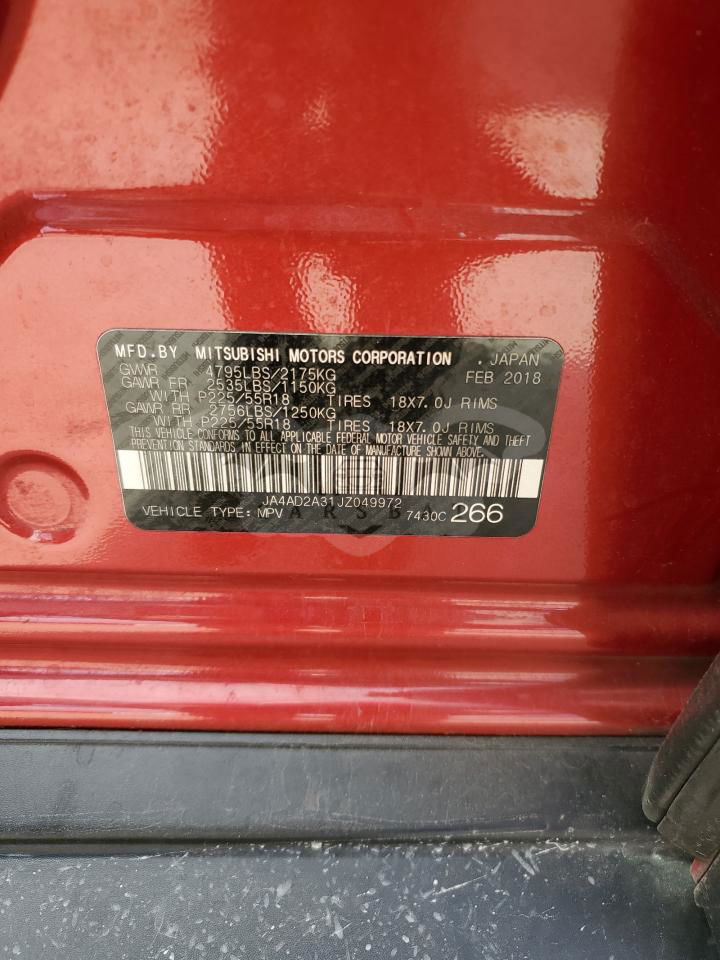 MFD.BY MITSUBISHI MOTORS CORPORATION . JAPAN
GVWR 4795LBS/2175KG FEB 2018
GAWR FR 2535LBS/1150KG
WITH P225/55R18 TIRES 18X7.0J RIMS
GAWR RR 2756LBS/1250KG
WITH P225/55R18 TIRES 18X7.0J RIMS
THIS VEHICLE CONFORMS TO ALL APPLICABLE FEDERAL MOTOR VEHICLE SAFETY AND THEFT
PREVENTION STANDARDS IN EFFECT ON THE DATE OF MANUFACTURE SHOWN ABOVE.
JA4AD2A31JZ049972
VEHICLE TYPE: MPV 7430C 266